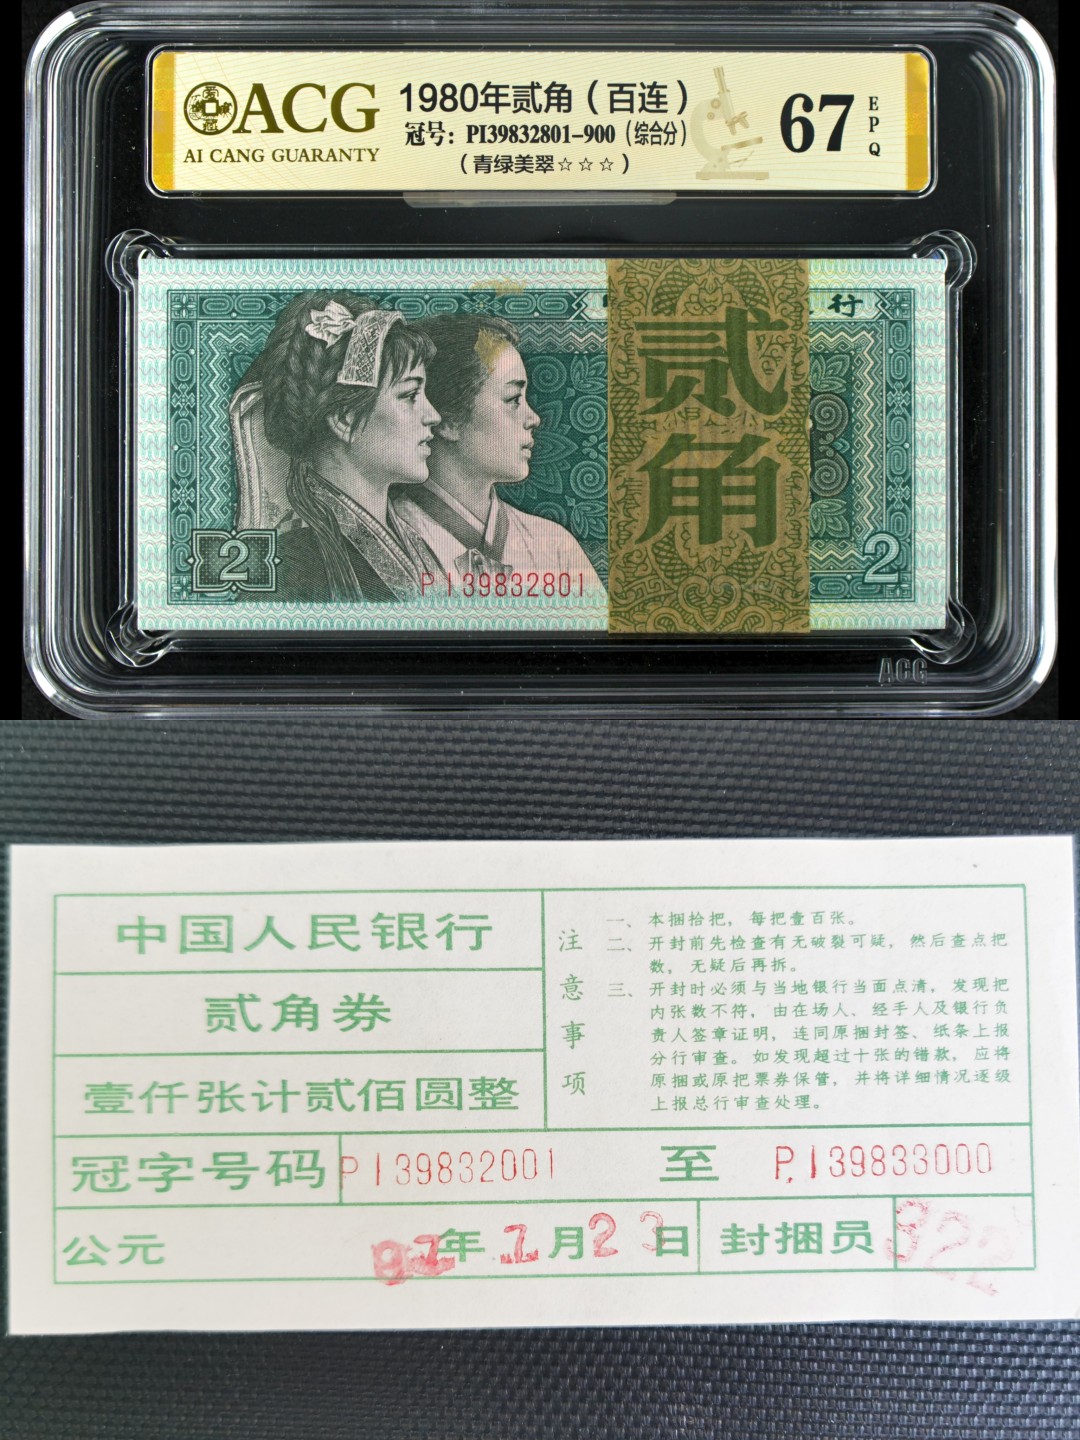 ACG
AI CANG GUARANTY
1980年贰角（百连）
冠号：PI39832801-900（综合分）
（青绿美翠☆☆☆）
67
EPQ
行
贰角
2
2
PI39832801
ACG
中国人民银行
贰角券
壹仟张计贰佰圆整
注意事项
一、本捆拾把，每把壹百张。
二、开封前先检查有无破裂可疑，然后查点把
数，无疑后再拆。
三、开封时必须与当地银行当面点清，发现把
内张数不符，由在场人、经手人及银行负
责人签章证明，连同原捆封签、纸条上报
分行审查。如发现超过十张的错款，应将
原捆或原把票券保管，并将详细情况逐级
上报总行审查处理。
冠字号码 PI39832001 至 PI39833000
公元 年 月23日 封捆员 322